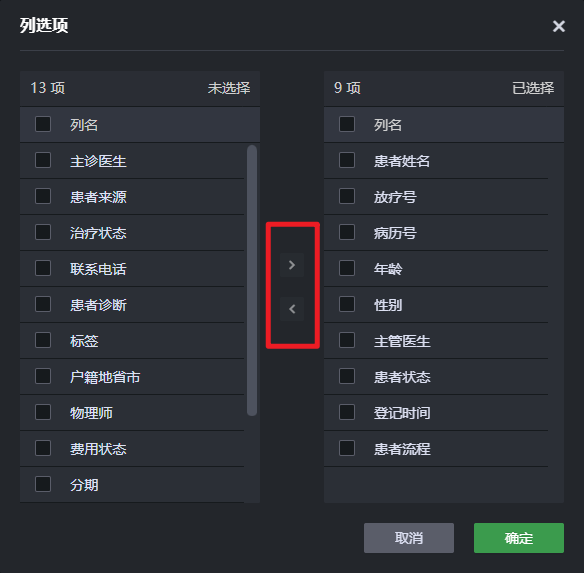 列选项
13 项 未选择
列名
主诊医生
患者来源
治疗状态
联系电话
患者诊断
标签
户籍地省市
物理师
费用状态
分期
9 项 已选择
列名
患者姓名
放疗号
病历号
年龄
性别
主管医生
患者状态
登记时间
患者流程
取消
确定